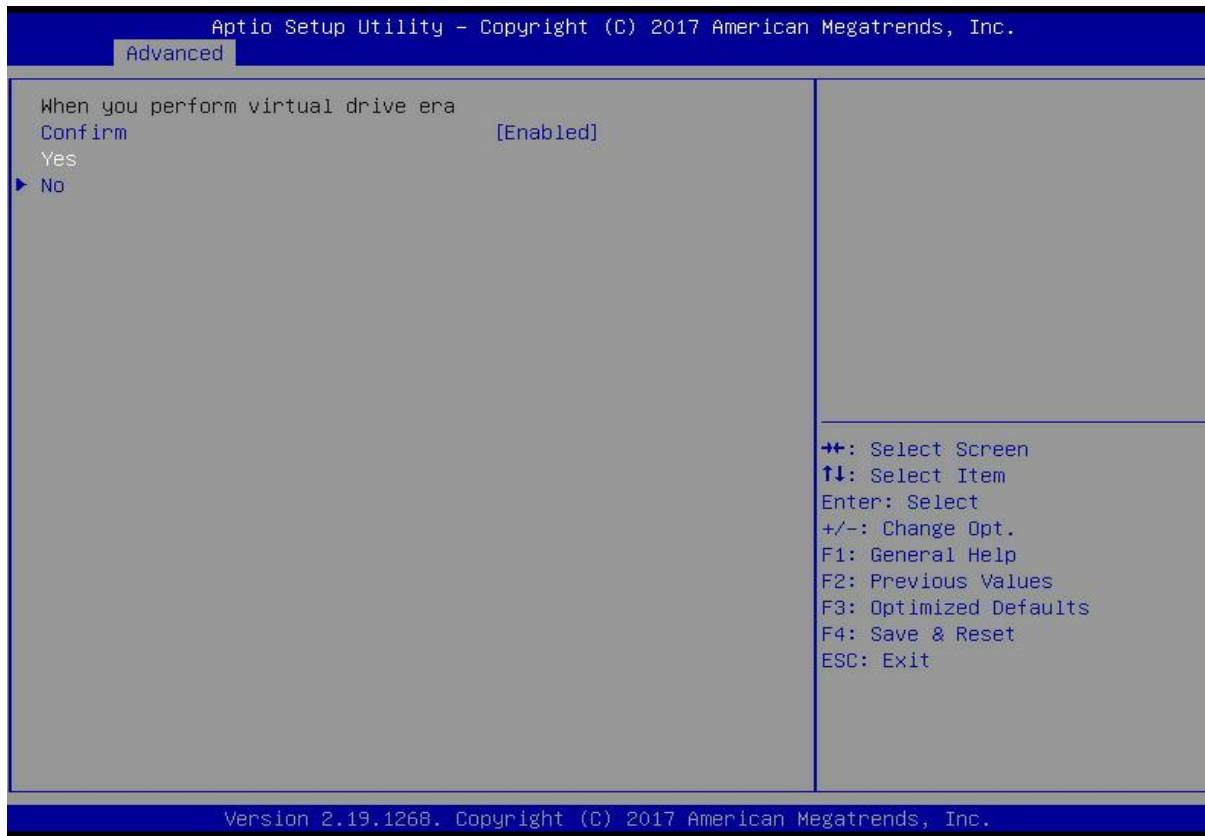 Aptio Setup Utility – Copyright (C) 2017 American Megatrends, Inc.
Advanced
When you perform virtual drive era
Confirm [Enabled]
Yes
▶ No
→←: Select Screen
↑↓: Select Item
Enter: Select
+/-: Change Opt.
F1: General Help
F2: Previous Values
F3: Optimized Defaults
F4: Save & Reset
ESC: Exit
Version 2.19.1268. Copyright (C) 2017 American Megatrends, Inc.